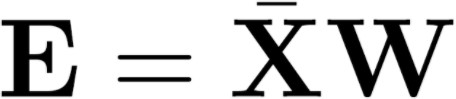 𝐄 = 𝐗̄𝐖